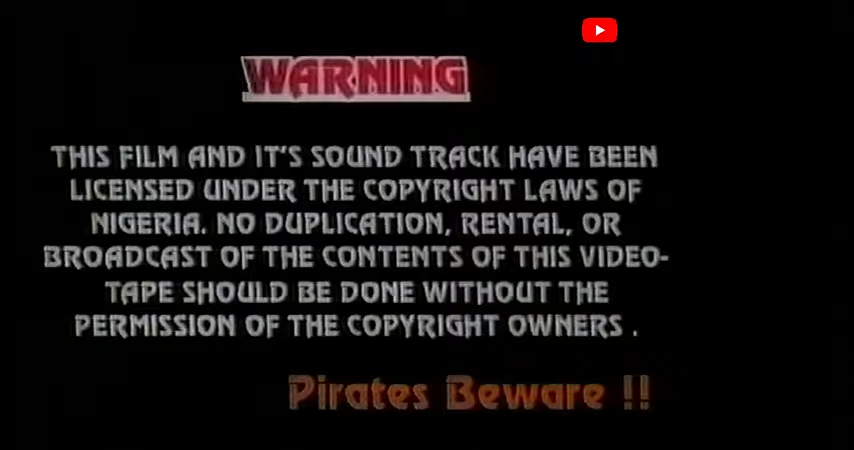 WARNING
THIS FILM AND IT'S SOUND TRACK HAVE BEEN
LICENSED UNDER THE COPYRIGHT LAWS OF
NIGERIA. NO DUPLICATION, RENTAL, OR
BROADCAST OF THE CONTENTS OF THIS VIDEO-
TAPE SHOULD BE DONE WITHOUT THE
PERMISSION OF THE COPYRIGHT OWNERS .
Pirates Beware !!